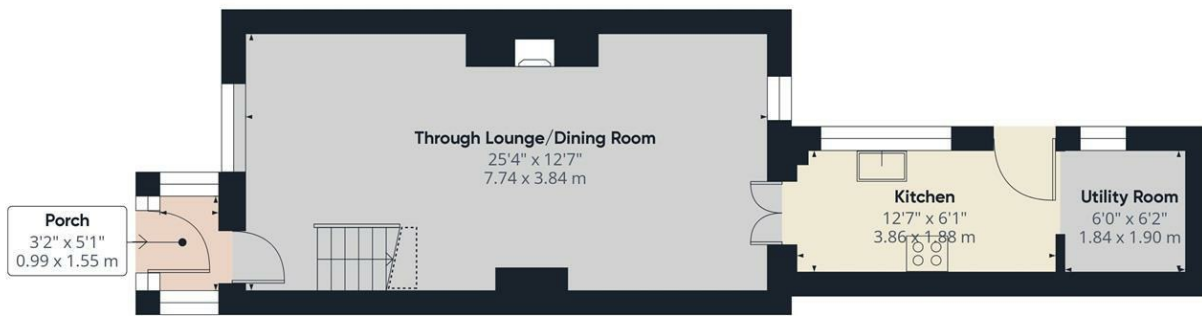 Through Lounge/Dining Room
25'4" x 12'7"
7.74 x 3.84 m
Porch
3'2" x 5'1"
0.99 x 1.55 m
Kitchen
12'7" x 6'1"
3.86 x 1.88 m
Utility Room
6'0" x 6'2"
1.84 x 1.90 m